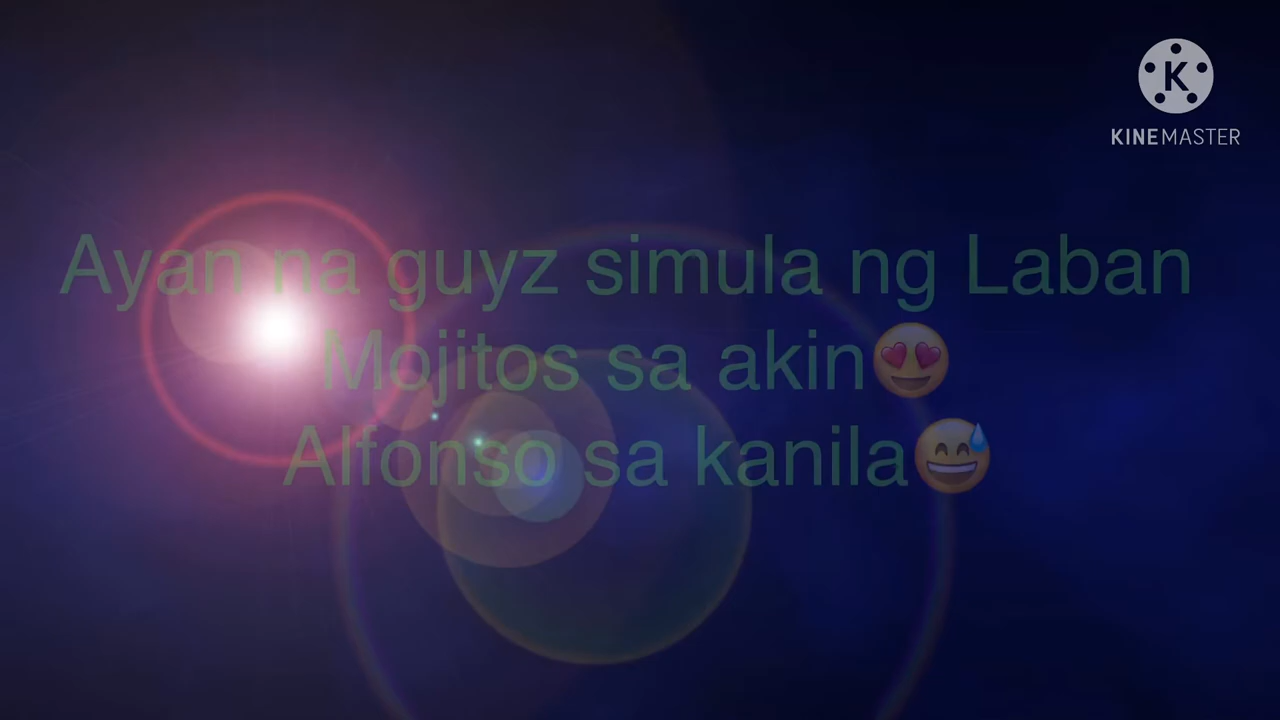 K
KINEMASTER
Ayan na guyz simula ng Laban
Mojitos sa akin😍
Alfonso sa kanila😅